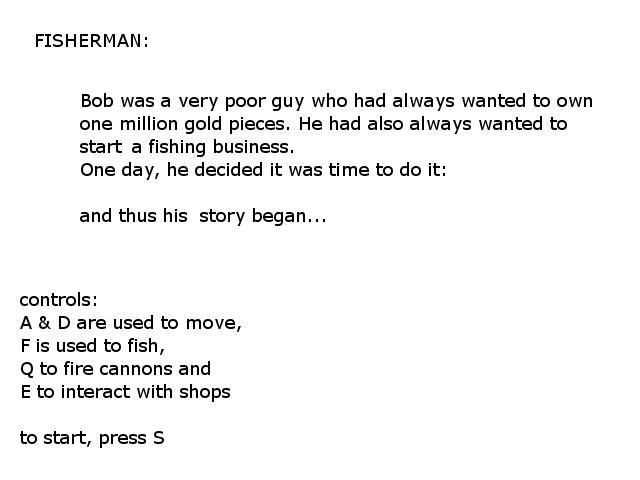 FISHERMAN:
Bob was a very poor guy who had always wanted to own
one million gold pieces. He had also always wanted to
start a fishing business.
One day, he decided it was time to do it:
and thus his  story began...
controls:
A & D are used to move,
F is used to fish,
Q to fire cannons and
E to interact with shops
to start, press S